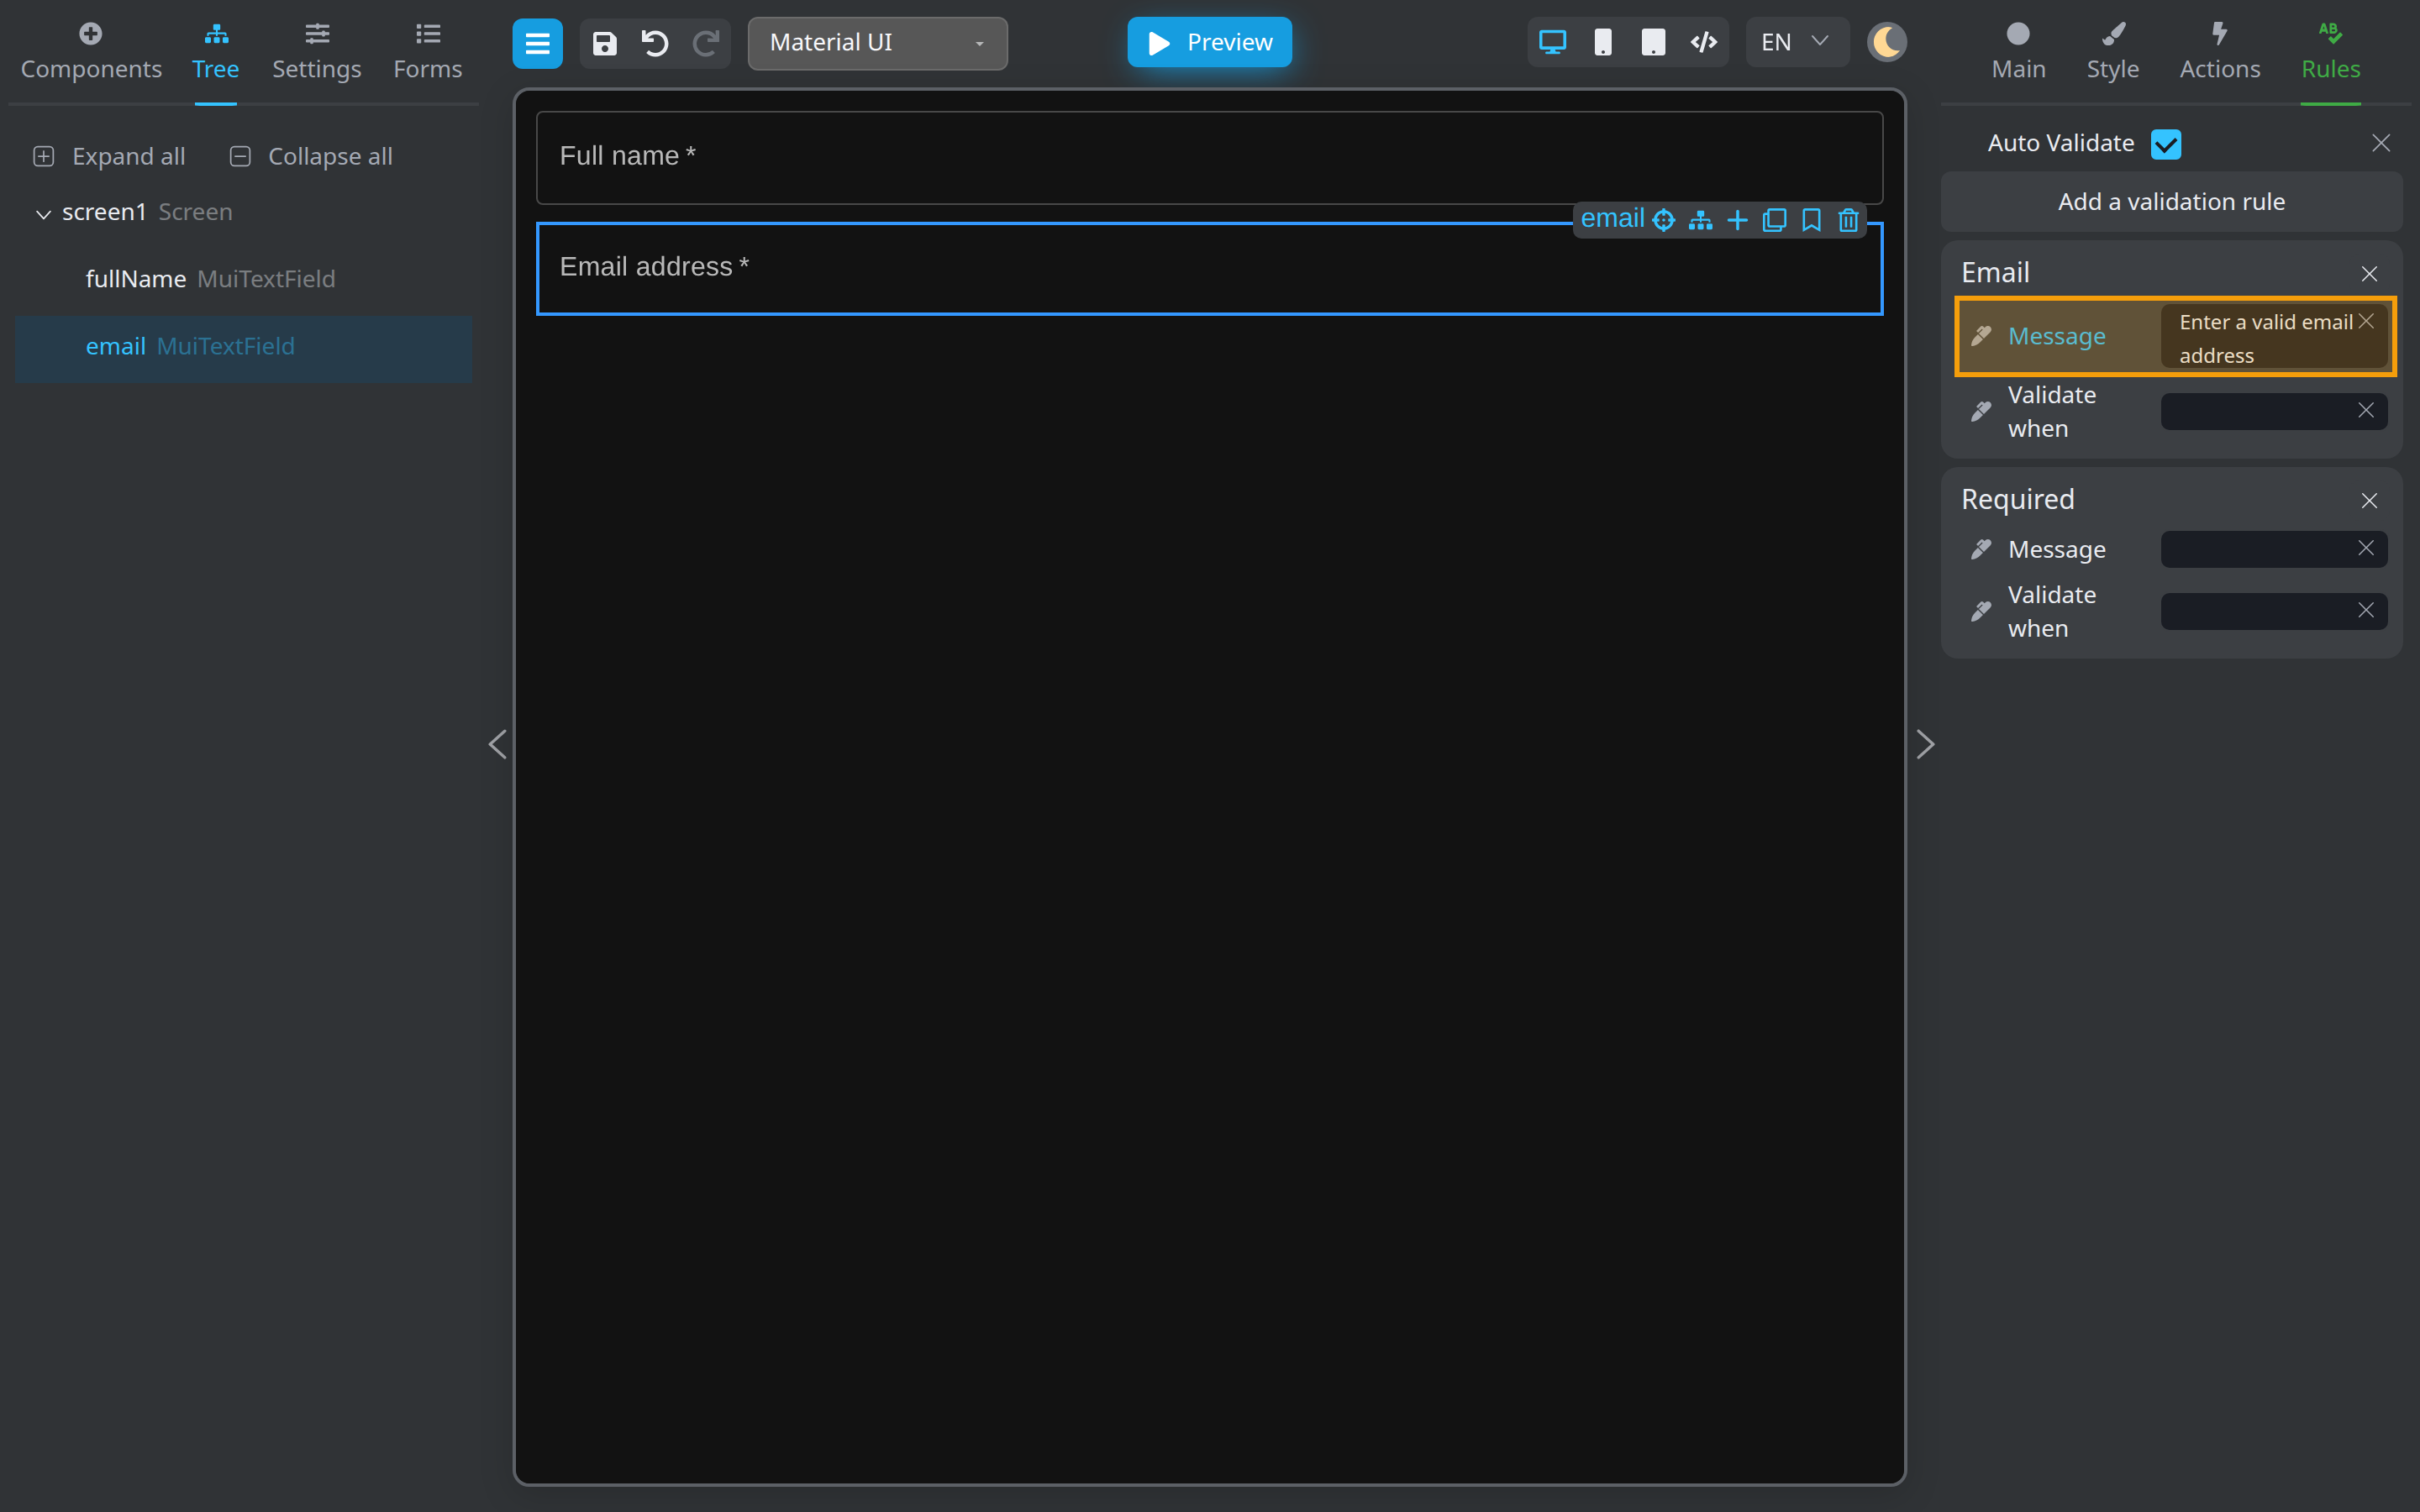 Components Tree Settings Forms
Material UI
Preview
EN
Main Style Actions AB Rules
Expand all Collapse all
screen1 Screen
fullName MuiTextField
email MuiTextField
Full name *
email
Email address *
Auto Validate
Add a validation rule
Email
Message
Enter a valid email
address
Validate
when
Required
Message
Validate
when